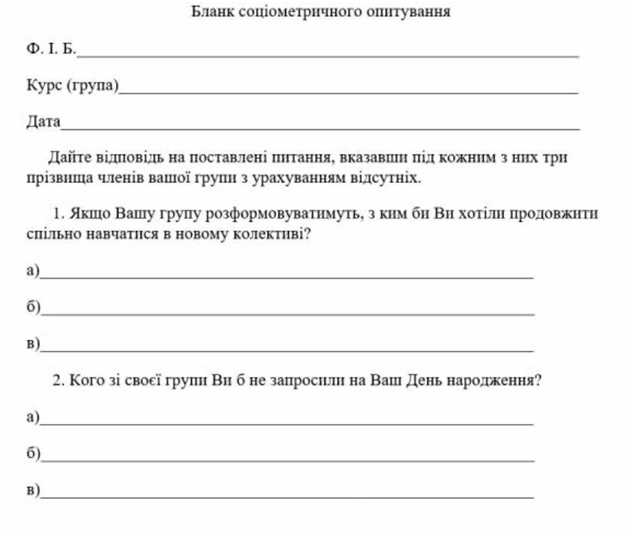 Бланк соціометричного опитування
Ф. І. Б.
Курс (група)
Дата
Дайте відповідь на поставлені питання, вказавши під кожним з них три
прізвища членів вашої групи з урахуванням відсутніх.
1. Якщо Вашу групу розформовуватимуть, з ким би Ви хотіли продовжити
спільно навчатися в новому колективі?
а)
б)
в)
2. Кого зі своєї групи Ви б не запросили на Ваш День народження?
а)
б)
в)